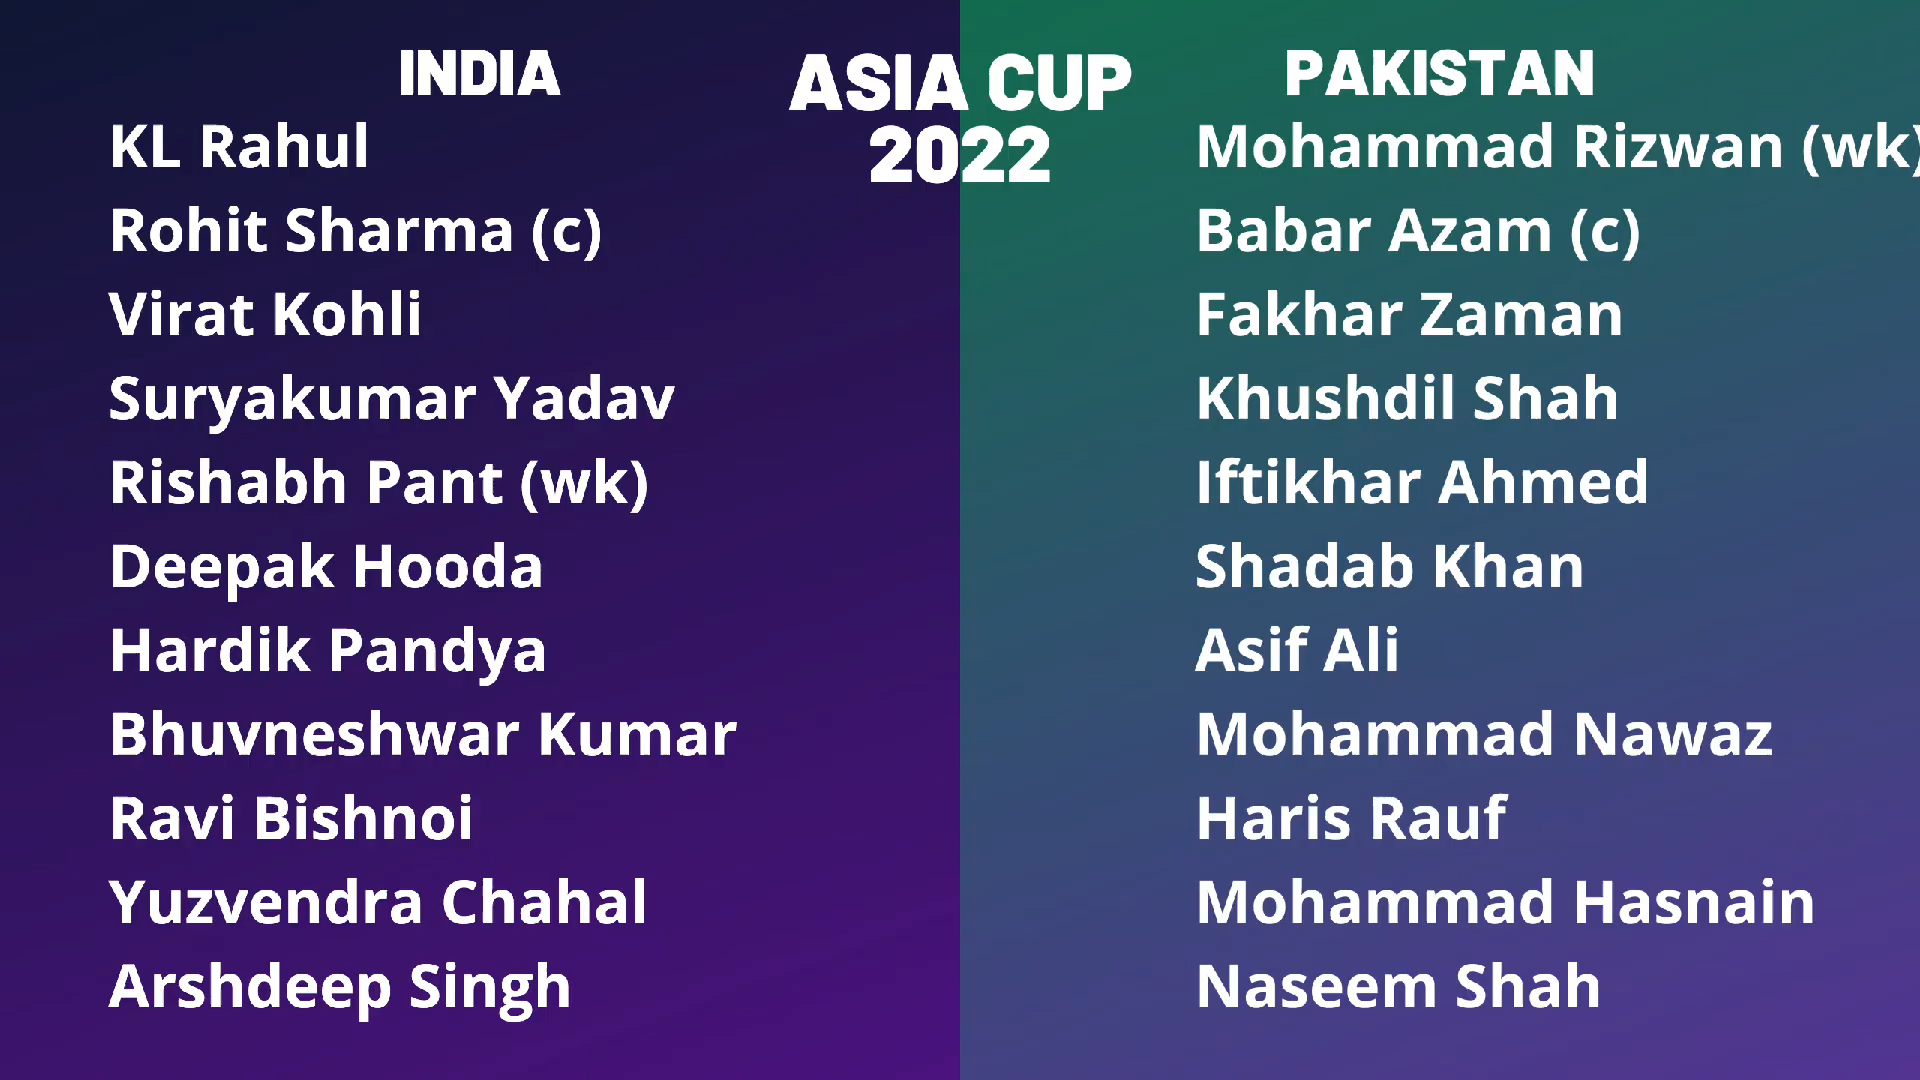 INDIA
KL Rahul
Rohit Sharma (c)
Virat Kohli
Suryakumar Yadav
Rishabh Pant (wk)
Deepak Hooda
Hardik Pandya
Bhuvneshwar Kumar
Ravi Bishnoi
Yuzvendra Chahal
Arshdeep Singh
ASIA CUP
2022
PAKISTAN
Mohammad Rizwan (wk)
Babar Azam (c)
Fakhar Zaman
Khushdil Shah
Iftikhar Ahmed
Shadab Khan
Asif Ali
Mohammad Nawaz
Haris Rauf
Mohammad Hasnain
Naseem Shah